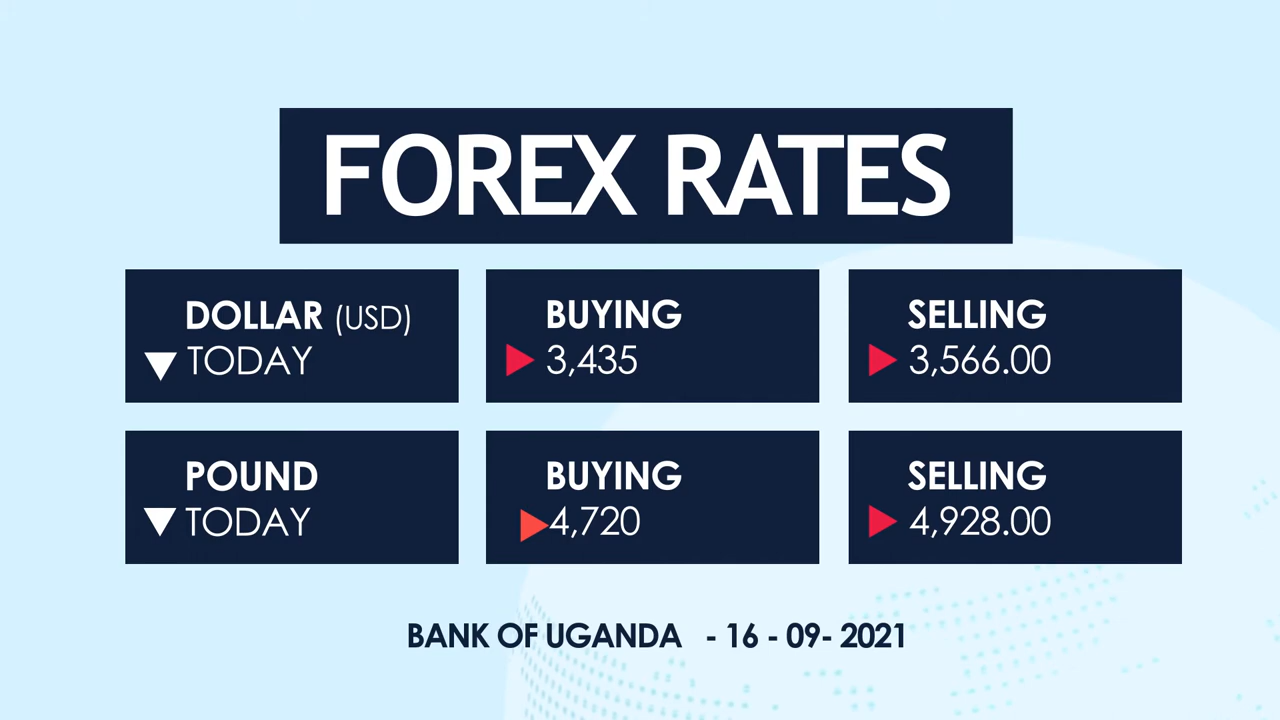 FOREX RATES
DOLLAR (USD)
TODAY
BUYING
3,435
SELLING
3,566.00
POUND
TODAY
BUYING
4,720
SELLING
4,928.00
BANK OF UGANDA - 16 - 09- 2021